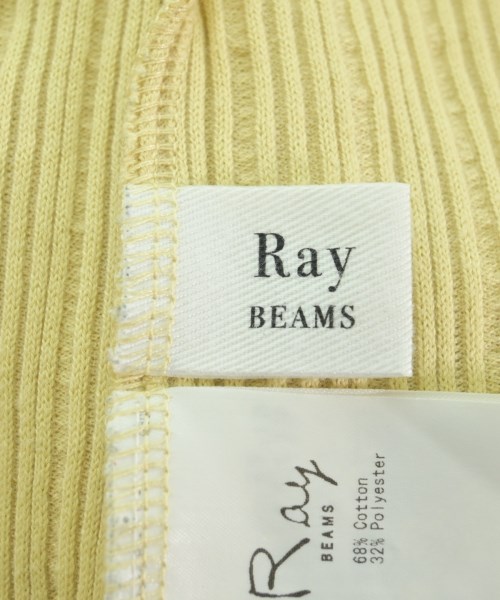 Ray
BEAMS
Ray
BEAMS
68% Cotton
32% Polyester